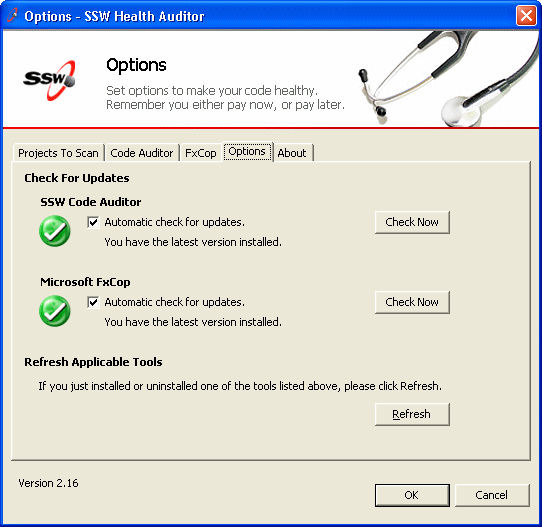 Options - SSW Health Auditor
SSW
Options
Set options to make your code healthy.
Remember you either pay now, or pay later.
Projects To Scan Code Auditor FxCop Options About
Check For Updates
SSW Code Auditor
Automatic check for updates. Check Now
You have the latest version installed.
Microsoft FxCop
Automatic check for updates. Check Now
You have the latest version installed.
Refresh Applicable Tools
If you just installed or uninstalled one of the tools listed above, please click Refresh.
Refresh
Version 2.16
OK Cancel